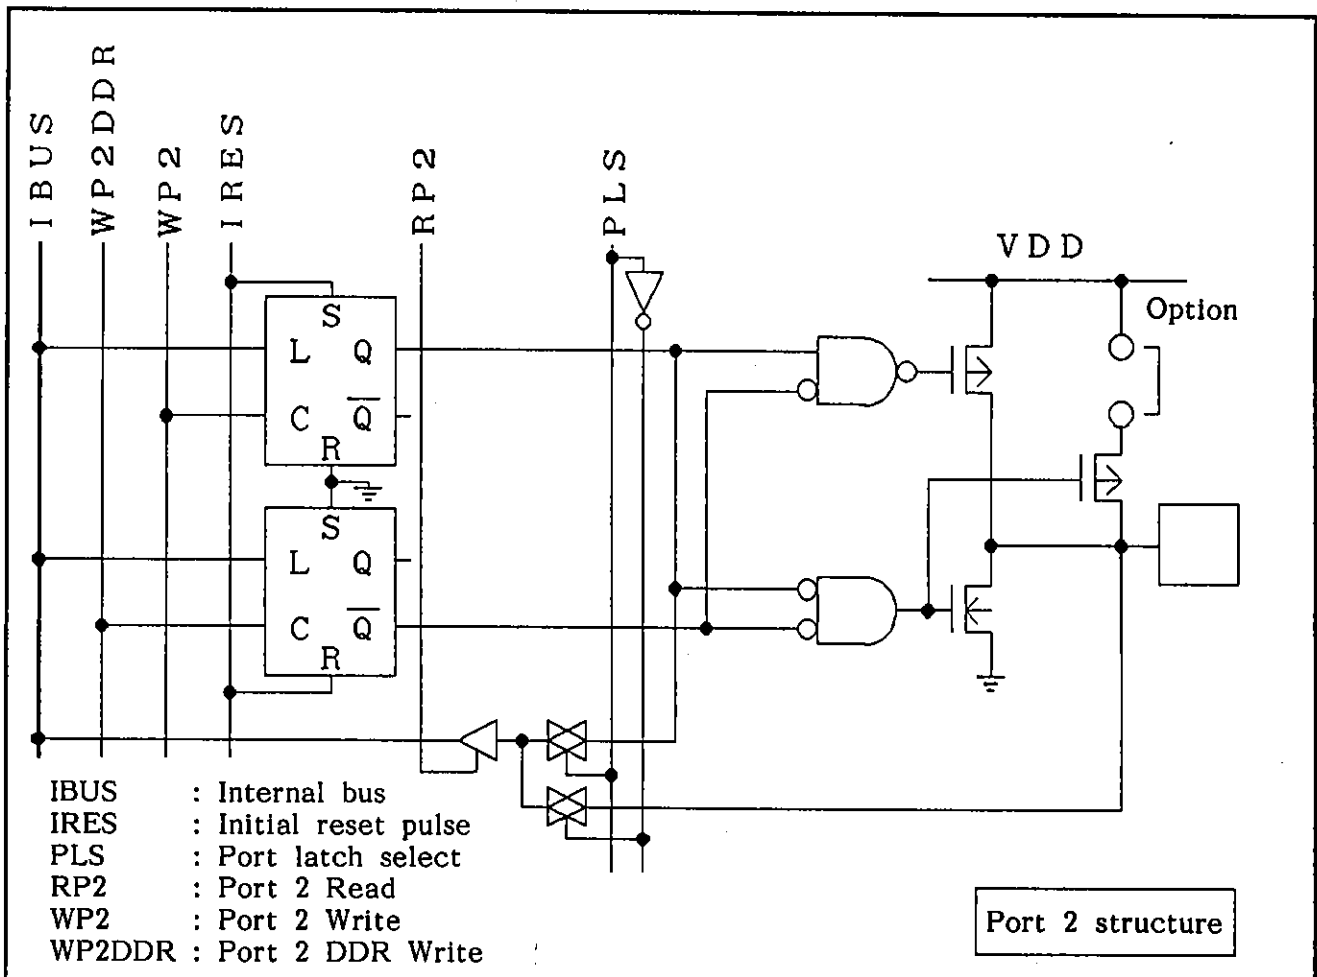 IBUS
WP2DDR
WP2
IRES
RP2
PLS
VDD
Option
S
L Q
C Q̅
R
S
L Q
C Q̅
R
IBUS : Internal bus
IRES : Initial reset pulse
PLS : Port latch select
RP2 : Port 2 Read
WP2 : Port 2 Write
WP2DDR : Port 2 DDR Write
Port 2 structure